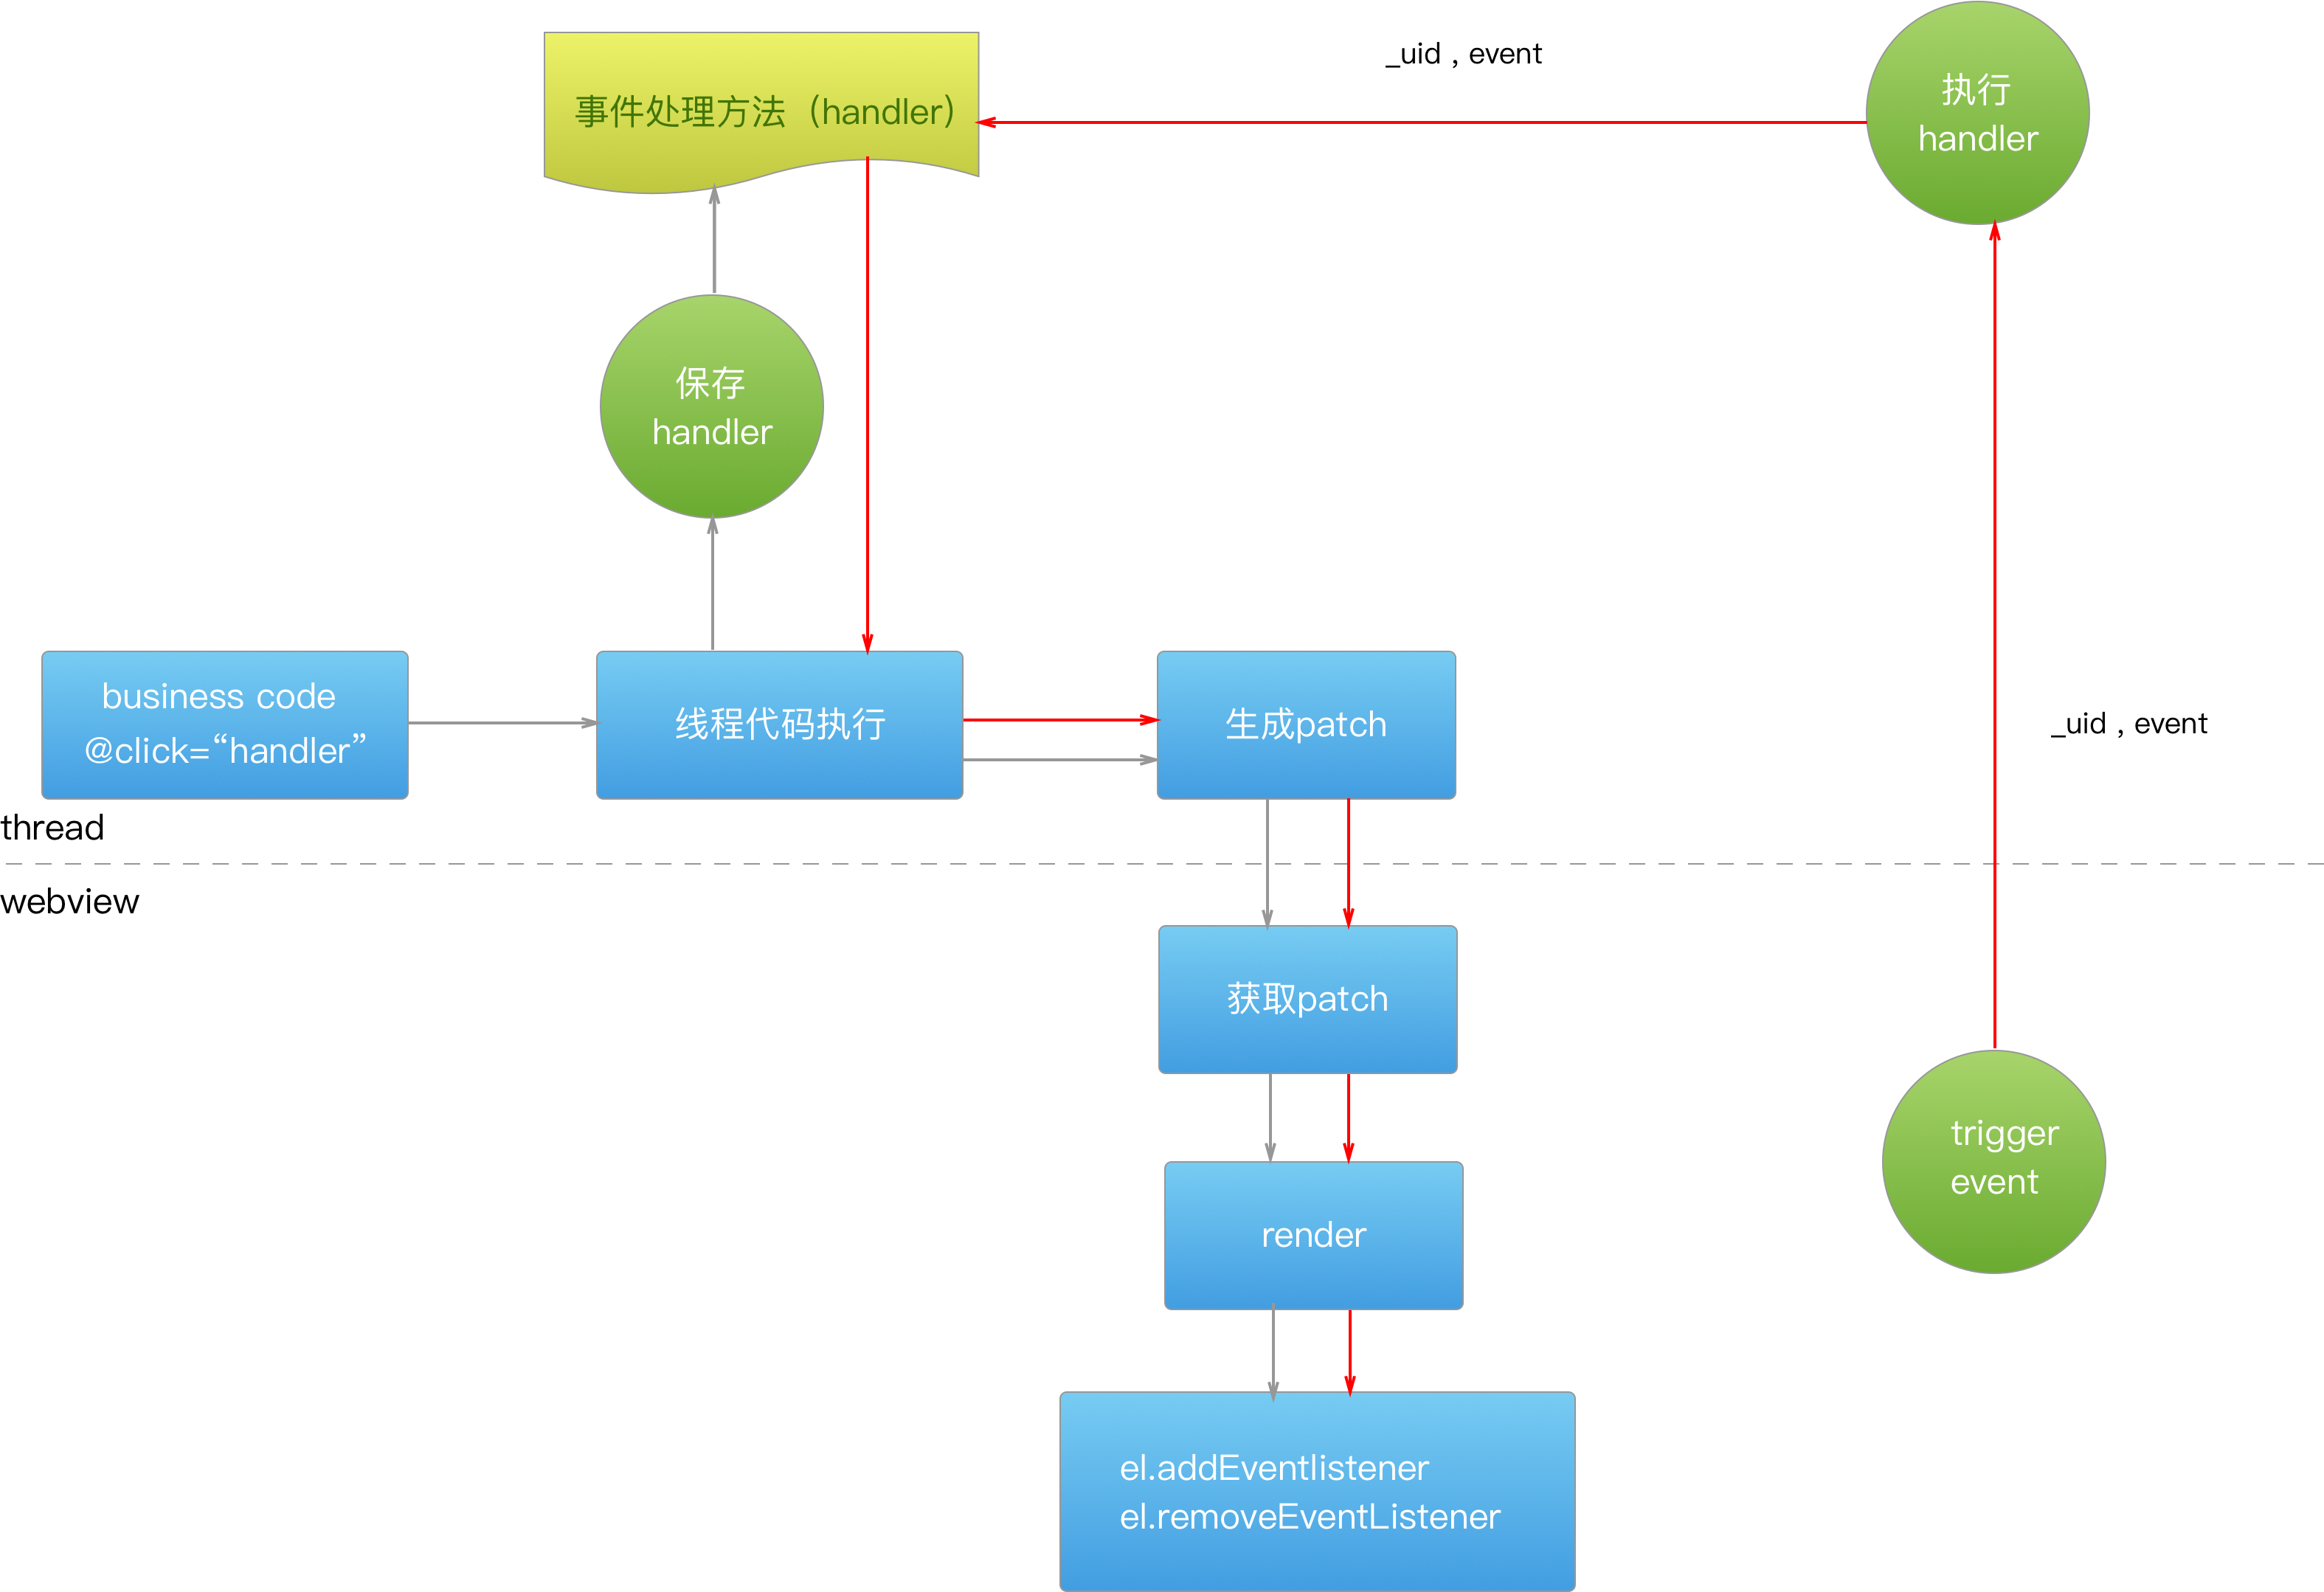 _uid , event
执行
handler
事件处理方法（handler）
保存
handler
business code
@click=“handler”
线程代码执行
生成patch
_uid , event
thread
webview
获取patch
trigger
event
render
el.addEventlistener
el.removeEventListener